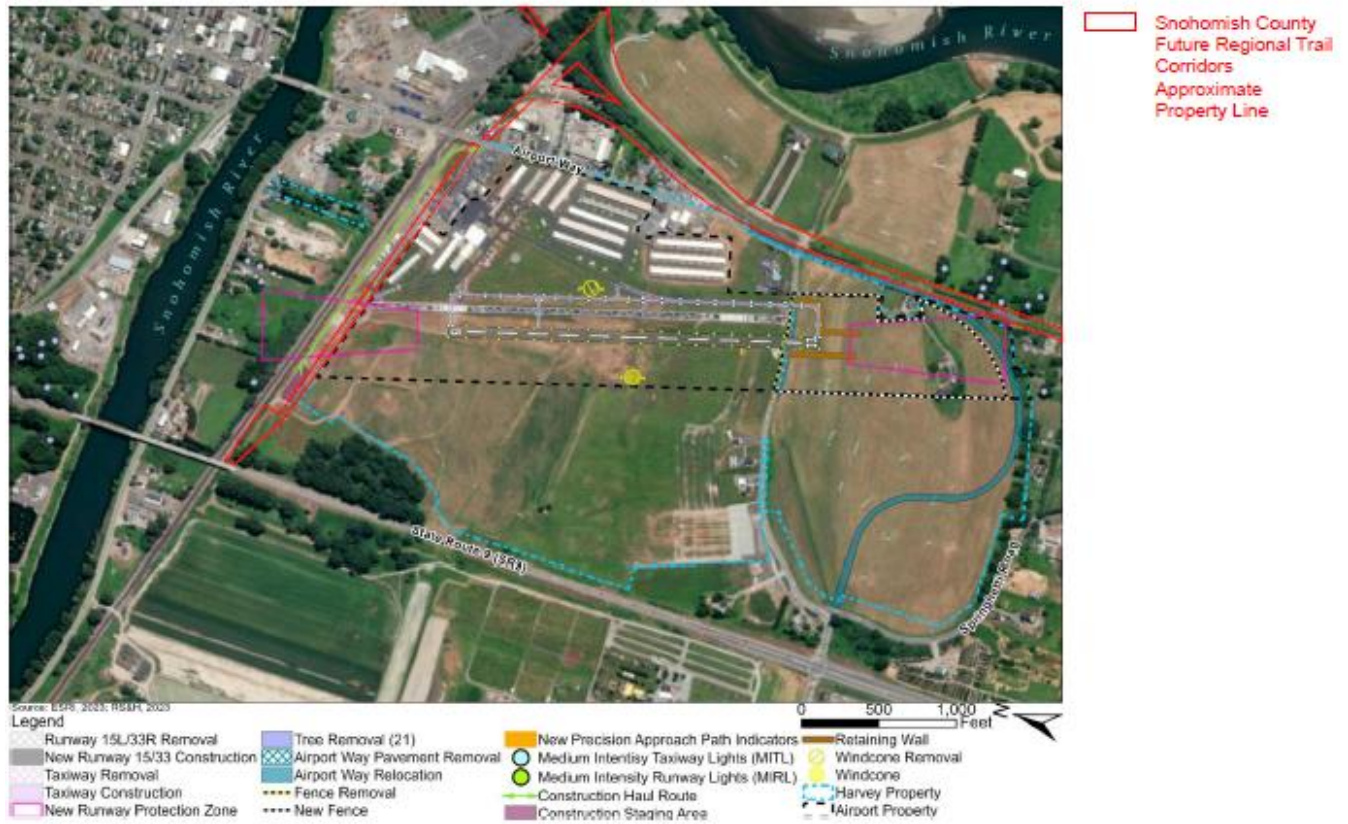 Snohomish River
Snohomish County
Future Regional Trail
Corridors
Approximate
Property Line
Airport Way
Snohomish River
State Route 9 (SR9)
Springhetti Road
Source: ESRI, 2023; RS&H, 2023
0 500 1,000
Feet
N
Legend
Runway 15L/33R Removal
New Runway 15/33 Construction
Taxiway Removal
Taxiway Construction
New Runway Protection Zone
Tree Removal (21)
Airport Way Pavement Removal
Airport Way Relocation
Fence Removal
New Fence
New Precision Approach Path Indicators
Medium Intentisy Taxiway Lights (MITL)
Medium Intensity Runway Lights (MIRL)
Construction Haul Route
Construction Staging Area
Retaining Wall
Windcone Removal
Windcone
Harvey Property
Airport Property